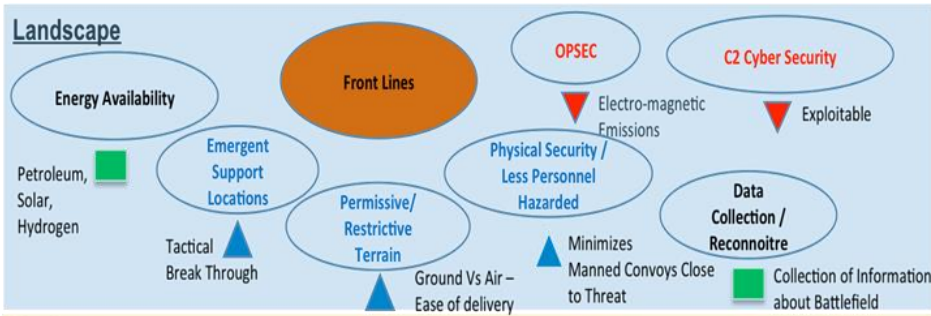 Landscape
Energy Availability
Petroleum,
Solar,
Hydrogen
Emergent
Support
Locations
Tactical
Break Through
Front Lines
Permissive/
Restrictive
Terrain
Ground Vs Air –
Ease of delivery
OPSEC
Electro-magnetic
Emissions
Physical Security /
Less Personnel
Hazarded
Minimizes
Manned Convoys Close
to Threat
C2 Cyber Security
Exploitable
Data
Collection /
Reconnoitre
Collection of Information
about Battlefield